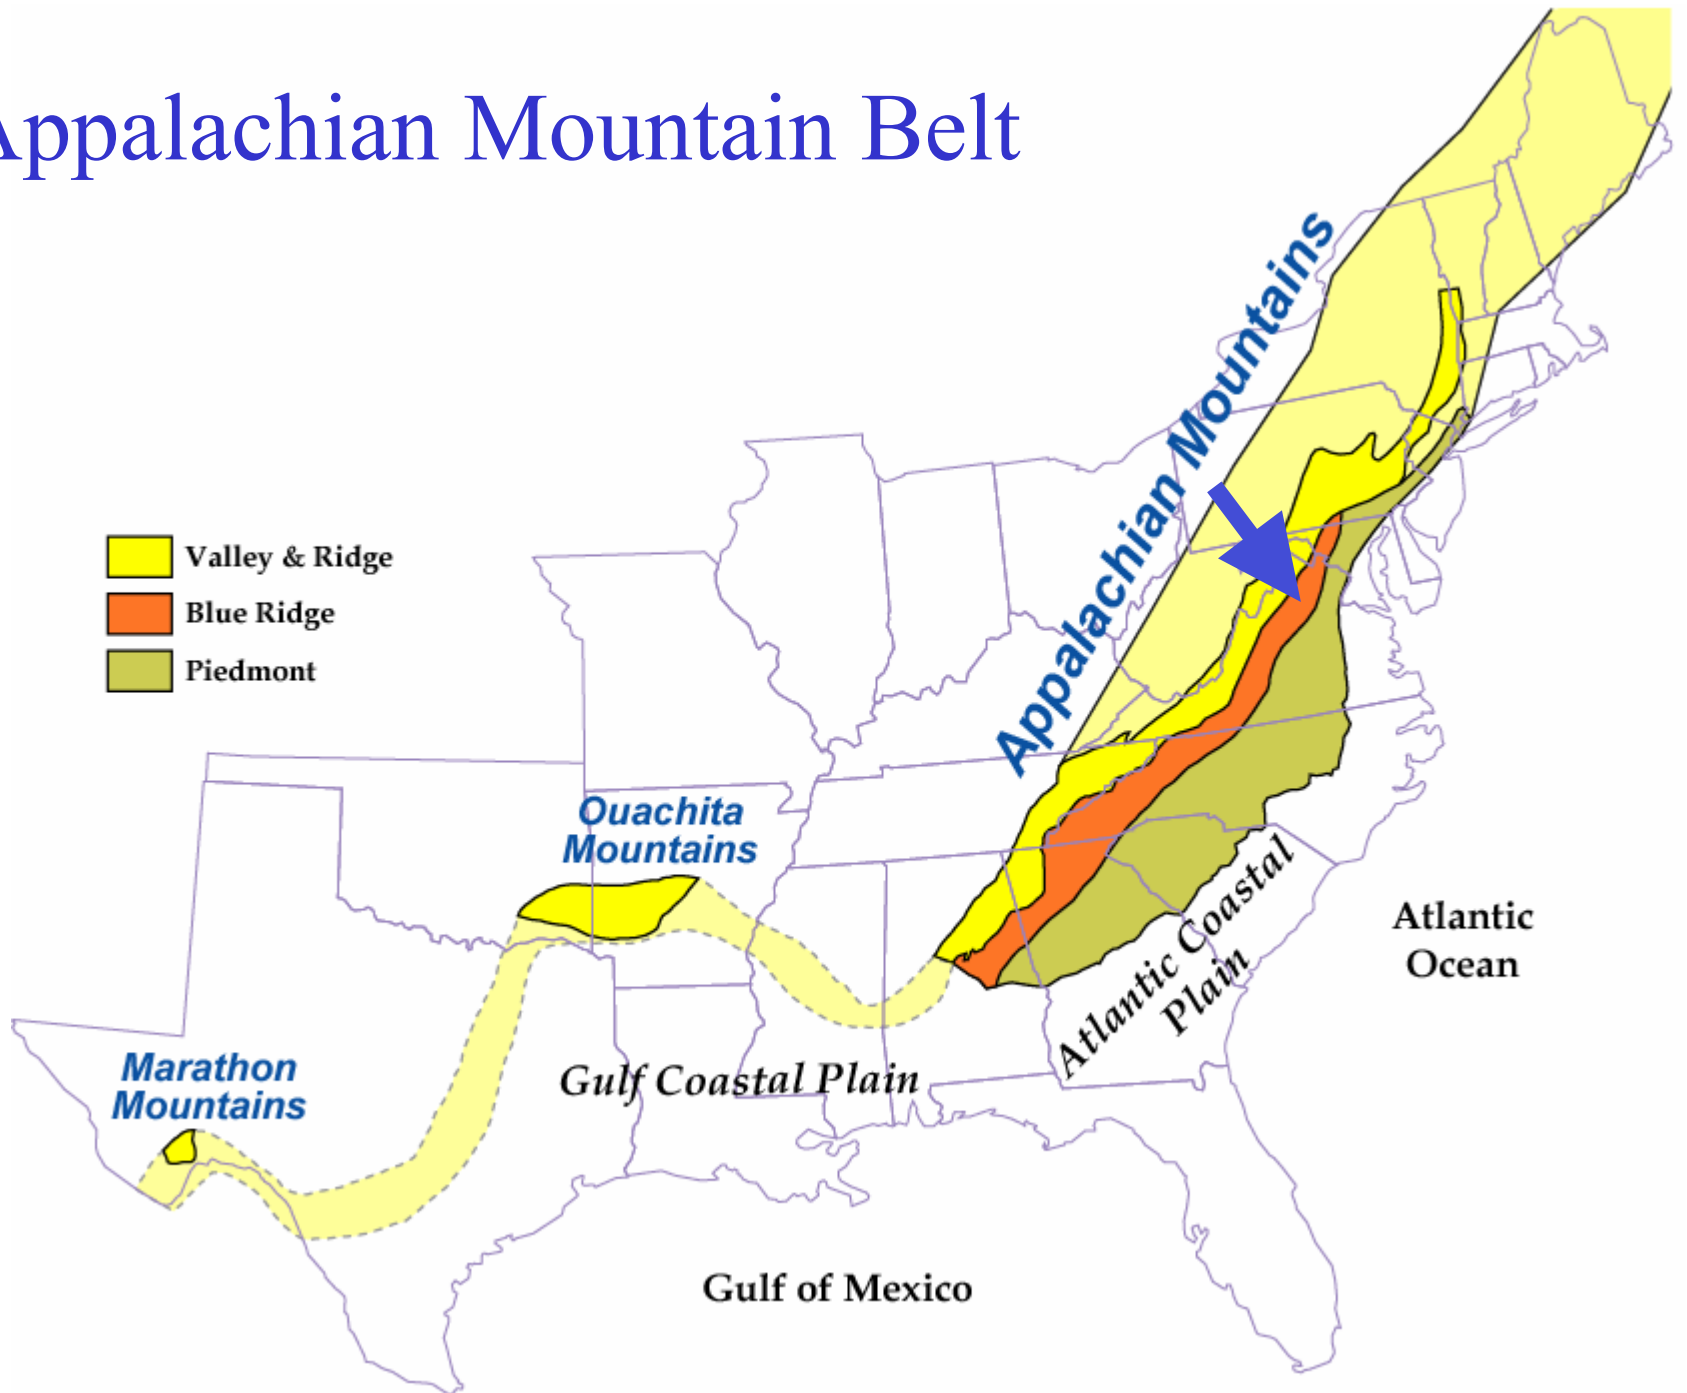 Appalachian Mountain Belt
Appalachian Mountains
Valley & Ridge
Blue Ridge
Piedmont
Ouachita
Mountains
Atlantic Coastal
Plain
Atlantic
Ocean
Marathon
Mountains
Gulf Coastal Plain
Gulf of Mexico